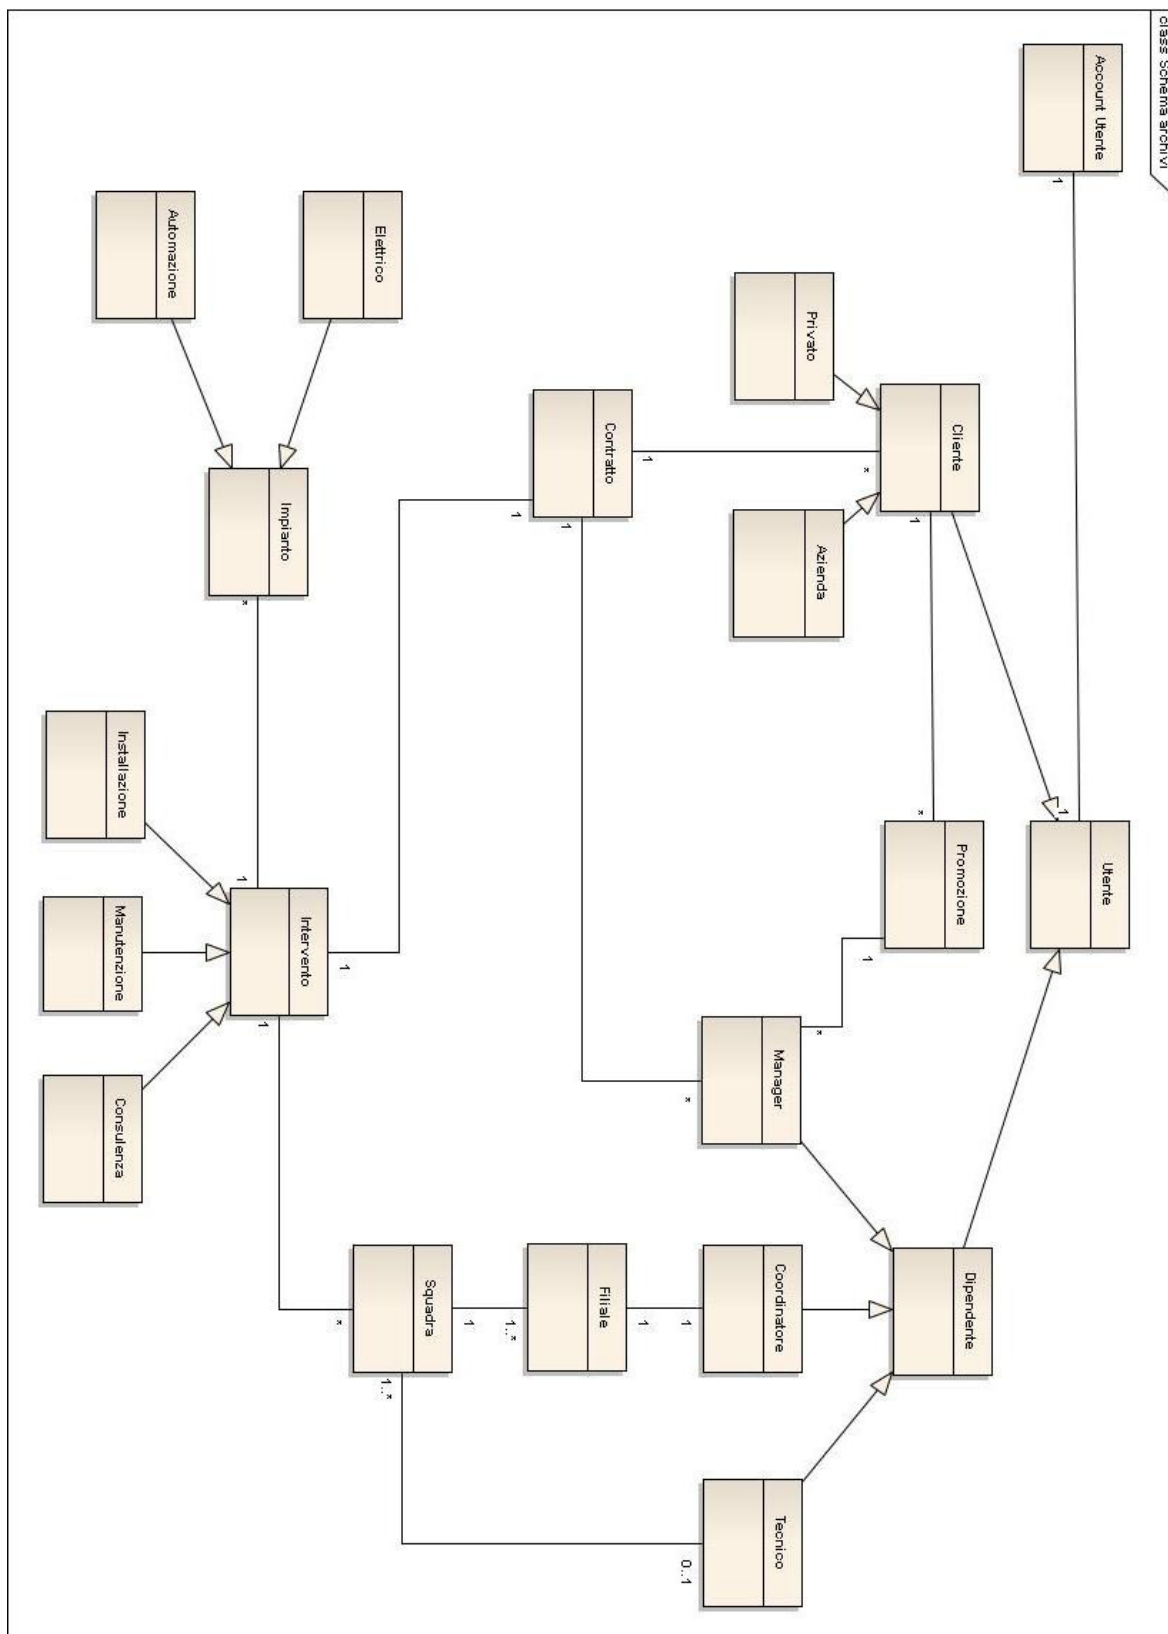 class Schema archivi
Account Utente
Utente
1
1
Cliente
Promozione
Dipendente
1
*
*
1
Privato
Azienda
*
Manager
Coordinatore
Tecnico
*
1
0..1
1
1
Contratto
Filiale
1
1
1..*
1
Squadra
Elettrico
1..*
1
*
Impianto
Intervento
*
1
1
Automazione
Installazione
Manutenzione
Consulenza